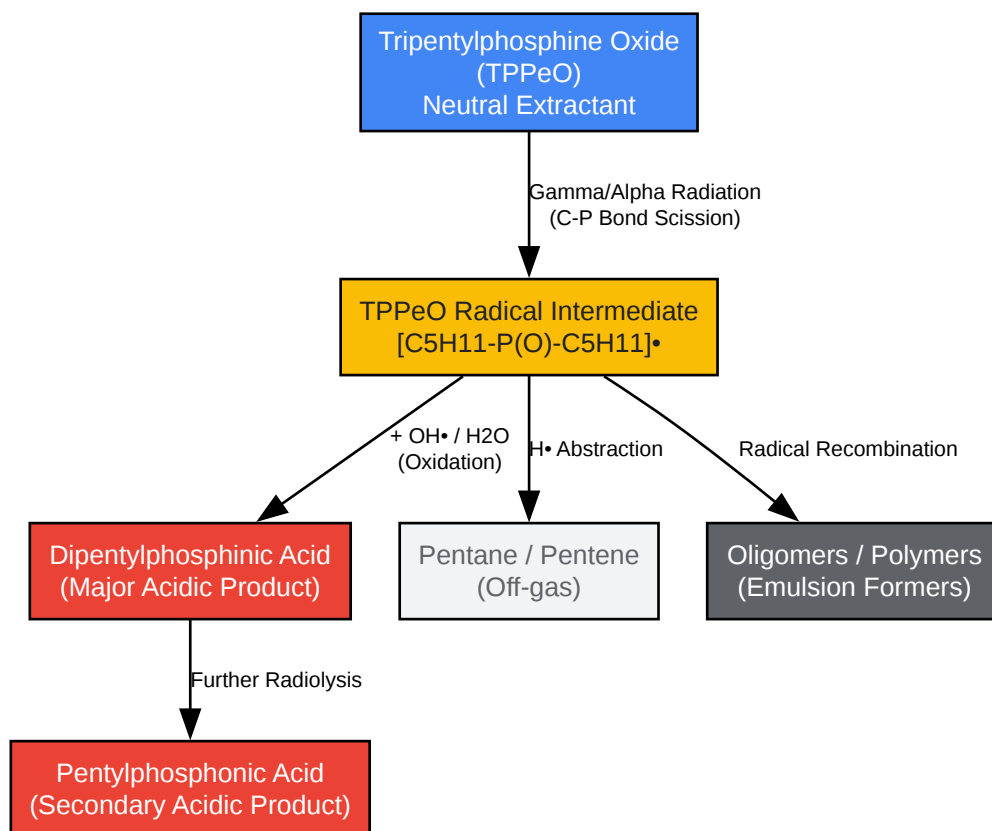 Tripentylphosphine Oxide
(TPPeO)
Neutral Extractant
Gamma/Alpha Radiation
(C-P Bond Scission)
TPPeO Radical Intermediate
[C5H11-P(O)-C5H11]•
+ OH• / H2O
(Oxidation)
H• Abstraction
Radical Recombination
Dipentylphosphinic Acid
(Major Acidic Product)
Pentane / Pentene
(Off-gas)
Oligomers / Polymers
(Emulsion Formers)
Further Radiolysis
Pentylphosphonic Acid
(Secondary Acidic Product)